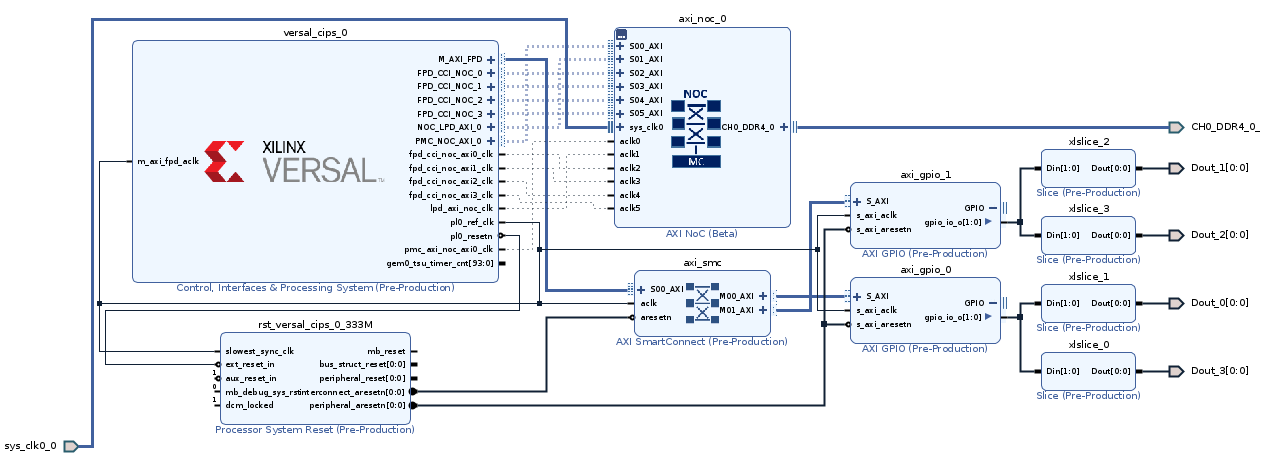 versal_cips_0
M_AXI_FPD
FPD_CCI_NOC_0
FPD_CCI_NOC_1
FPD_CCI_NOC_2
FPD_CCI_NOC_3
NOC_LPD_AXI_0
PMC_NOC_AXI_0
m_axi_fpd_aclk
XILINX
VERSAL™
fpd_cci_noc_axi0_clk
fpd_cci_noc_axi1_clk
fpd_cci_noc_axi2_clk
fpd_cci_noc_axi3_clk
lpd_axi_noc_clk
pl0_ref_clk
pl0_resetn
pmc_axi_noc_axi0_clk
gem0_tsu_timer_cnt[93:0]
Control, Interfaces & Processing System (Pre-Production)
axi_noc_0
S00_AXI
S01_AXI
S02_AXI
S03_AXI
S04_AXI
S05_AXI
sys_clk0
aclk0
aclk1
aclk2
aclk3
aclk4
aclk5
NOC
MC
CH0_DDR4_0
AXI NoC (Beta)
CH0_DDR4_0_
axi_smc
S00_AXI
aclk
aresetn
M00_AXI
M01_AXI
AXI SmartConnect (Pre-Production)
axi_gpio_1
S_AXI
s_axi_aclk
s_axi_aresetn
GPIO
gpio_io_o[1:0]
AXI GPIO (Pre-Production)
axi_gpio_0
S_AXI
s_axi_aclk
s_axi_aresetn
GPIO
gpio_io_o[1:0]
AXI GPIO (Pre-Production)
xlslice_2
Din[1:0] Dout[0:0]
Slice (Pre-Production)
Dout_1[0:0]
xlslice_3
Din[1:0] Dout[0:0]
Slice (Pre-Production)
Dout_2[0:0]
xlslice_1
Din[1:0] Dout[0:0]
Slice (Pre-Production)
Dout_0[0:0]
xlslice_0
Din[1:0] Dout[0:0]
Slice (Pre-Production)
Dout_3[0:0]
rst_versal_cips_0_333M
slowest_sync_clk mb_reset
ext_reset_in bus_struct_reset[0:0]
1 aux_reset_in peripheral_reset[0:0]
0 mb_debug_sys_rst interconnect_aresetn[0:0]
1 dcm_locked peripheral_aresetn[0:0]
Processor System Reset (Pre-Production)
sys_clk0_0